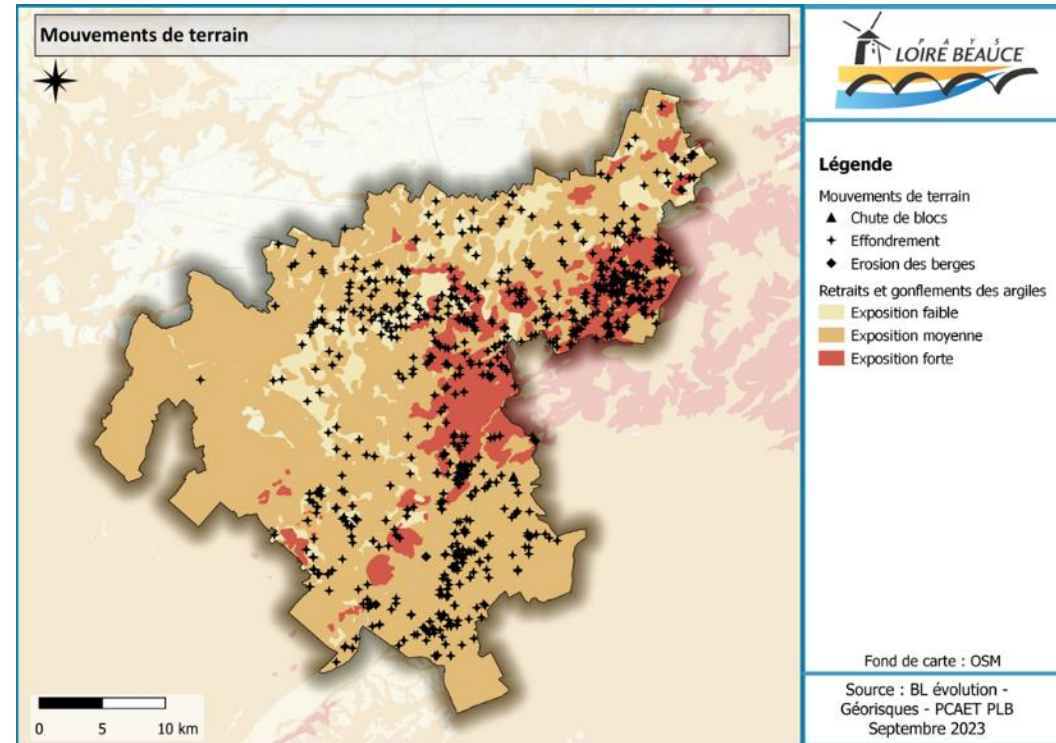 Mouvements de terrain
PAYS
LOIRE BEAUCE
Légende
Mouvements de terrain
Chute de blocs
Effondrement
Erosion des berges
Retraits et gonflements des argiles
Exposition faible
Exposition moyenne
Exposition forte
0 5 10 km
Fond de carte : OSM
Source : BL évolution -
Géorisques - PCAET PLB
Septembre 2023